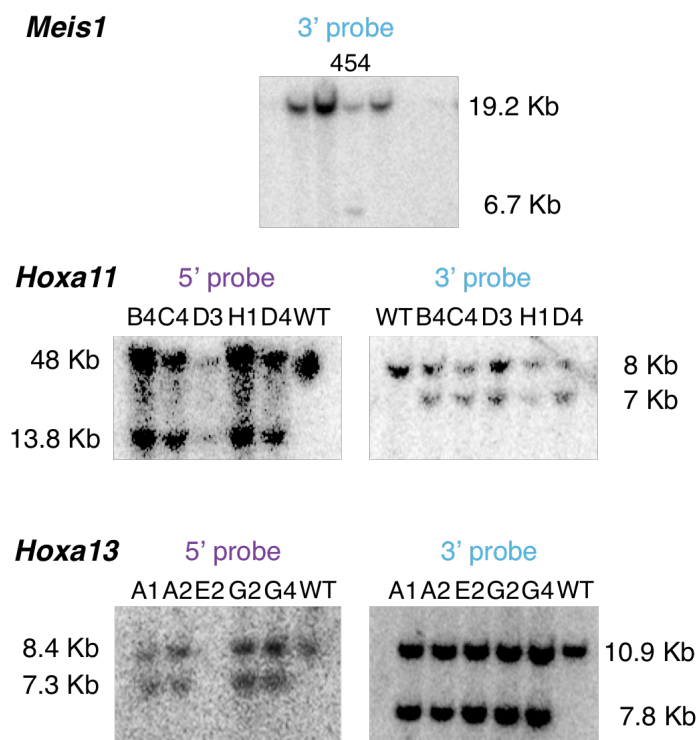 Meis1 3’ probe
454
19.2 Kb
6.7 Kb
Hoxa11 5’ probe 3’ probe
B4 C4 D3 H1 D4 WT WT B4 C4 D3 H1 D4
48 Kb 8 Kb
7 Kb
13.8 Kb
Hoxa13 5’ probe 3’ probe
A1 A2 E2 G2 G4 WT A1 A2 E2 G2 G4 WT
8.4 Kb 10.9 Kb
7.3 Kb
7.8 Kb